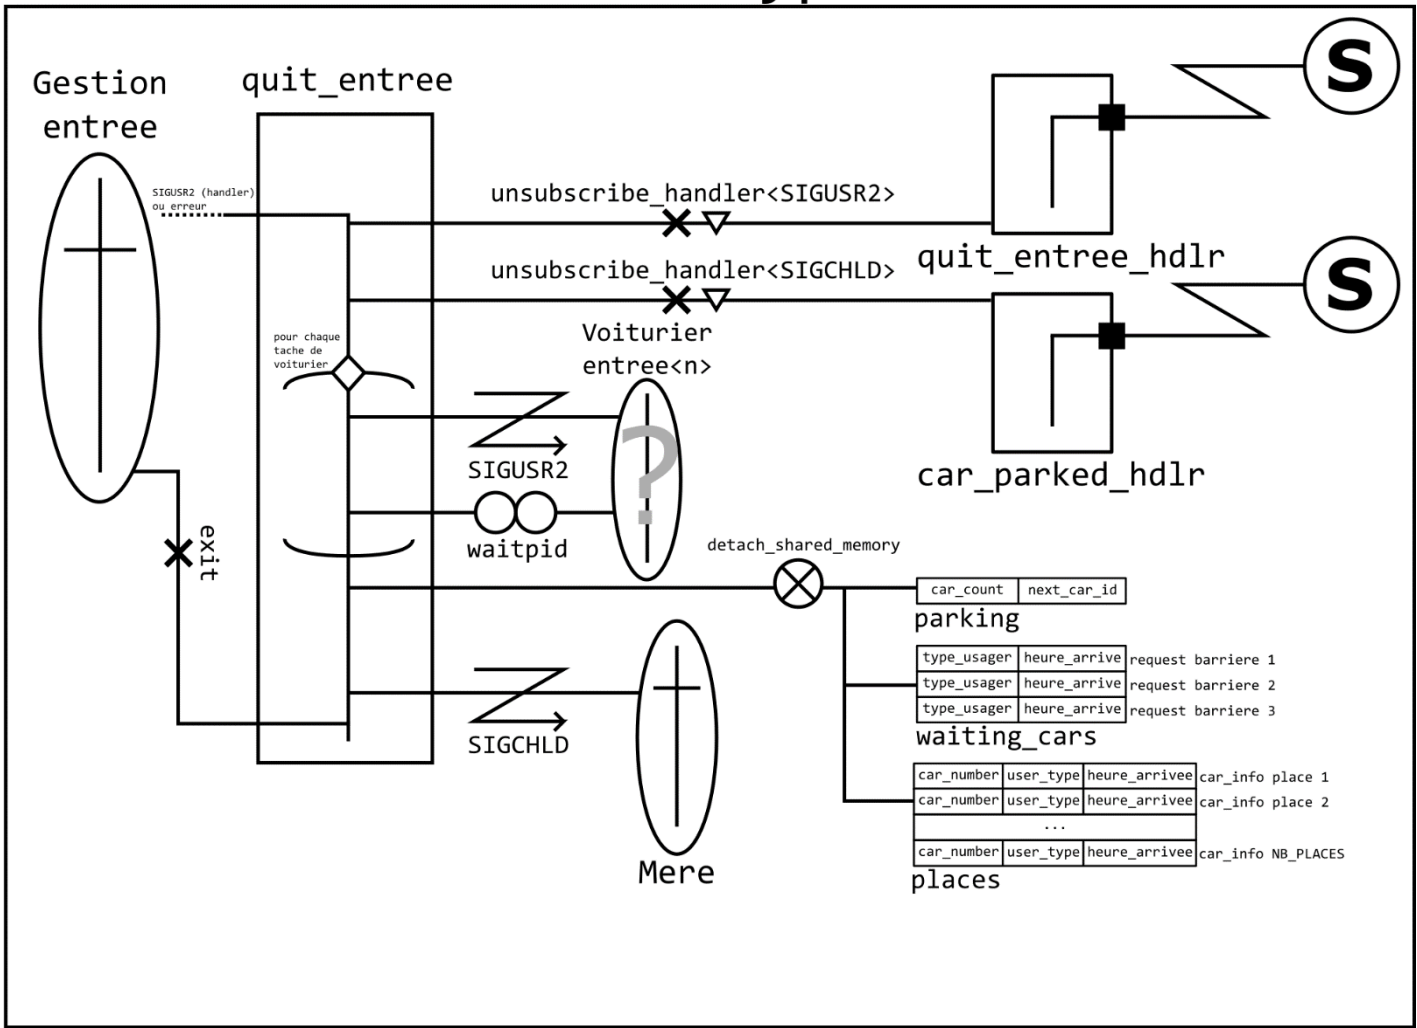 Gestion
entree
quit_entree
SIGUSR2 (handler)
ou erreur
unsubscribe_handler<SIGUSR2>
S
quit_entree_hdlr
unsubscribe_handler<SIGCHLD>
S
car_parked_hdlr
pour chaque
tache de
voiturier
Voiturier
entree<n>
?
SIGUSR2
waitpid
exit
detach_shared_memory
car_count next_car_id
parking
type_usager heure_arrive request barriere 1
type_usager heure_arrive request barriere 2
type_usager heure_arrive request barriere 3
waiting_cars
SIGCHLD
Mere
car_number user_type heure_arrivee car_info place 1
car_number user_type heure_arrivee car_info place 2
...
car_number user_type heure_arrivee car_info NB_PLACES
places